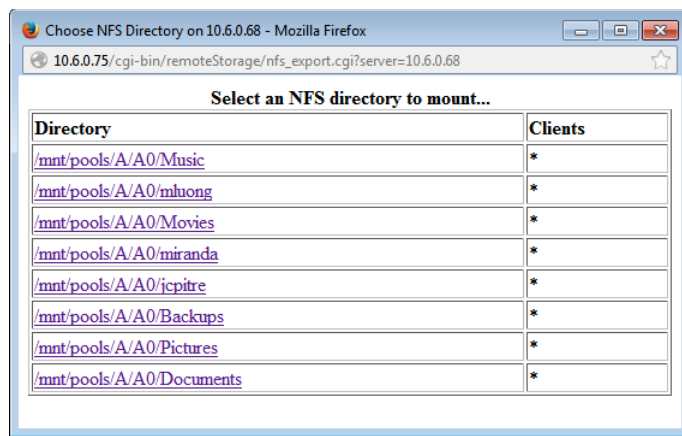 Choose NFS Directory on 10.6.0.68 - Mozilla Firefox
10.6.0.75/cgi-bin/remoteStorage/nfs_export.cgi?server=10.6.0.68
Select an NFS directory to mount...
Directory Clients
/mnt/pools/A/A0/Music *
/mnt/pools/A/A0/mluong *
/mnt/pools/A/A0/Movies *
/mnt/pools/A/A0/miranda *
/mnt/pools/A/A0/jcpitre *
/mnt/pools/A/A0/Backups *
/mnt/pools/A/A0/Pictures *
/mnt/pools/A/A0/Documents *